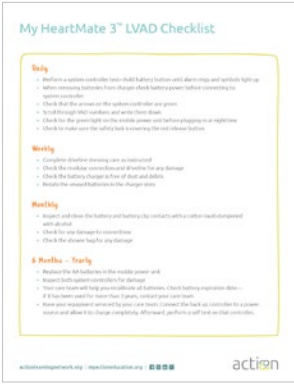 My HeartMate 3™ LVAD Checklist
Daily
Perform a system controller test—hold battery button until alarm rings and symbols light up
When removing batteries from charger check battery power before connecting to
system controller
Check that the arrows on the system controller are green
Scroll through VAD numbers and write them down
Check for the green light on the mobile power unit before plugging in at night time
Check to make sure the safety lock is covering the red release button
Weekly
Complete driveline dressing care as instructed
Check the modular connection and driveline for any damage
Check the battery charger is free of dust and debris
Rotate the unused batteries in the charger slots
Monthly
Inspect and clean the battery and battery clip contacts with a cotton swab dampened
with alcohol
Check for any damage to connections
Check the shower bag for any damage
6 Months - Yearly
Replace the AA batteries in the mobile power unit
Inspect both system controllers for damage
Your care team will help you recalibrate all batteries. Check battery expiration date—
if it has been used for more than 3 years, contact your care team.
Have your equipment serviced by your care team. Connect the back up controller to a power
source and allow it to charge completely. Afterward, perform a self test on that controller.
actionlearningnetwork.org | myactioneducation.org
action